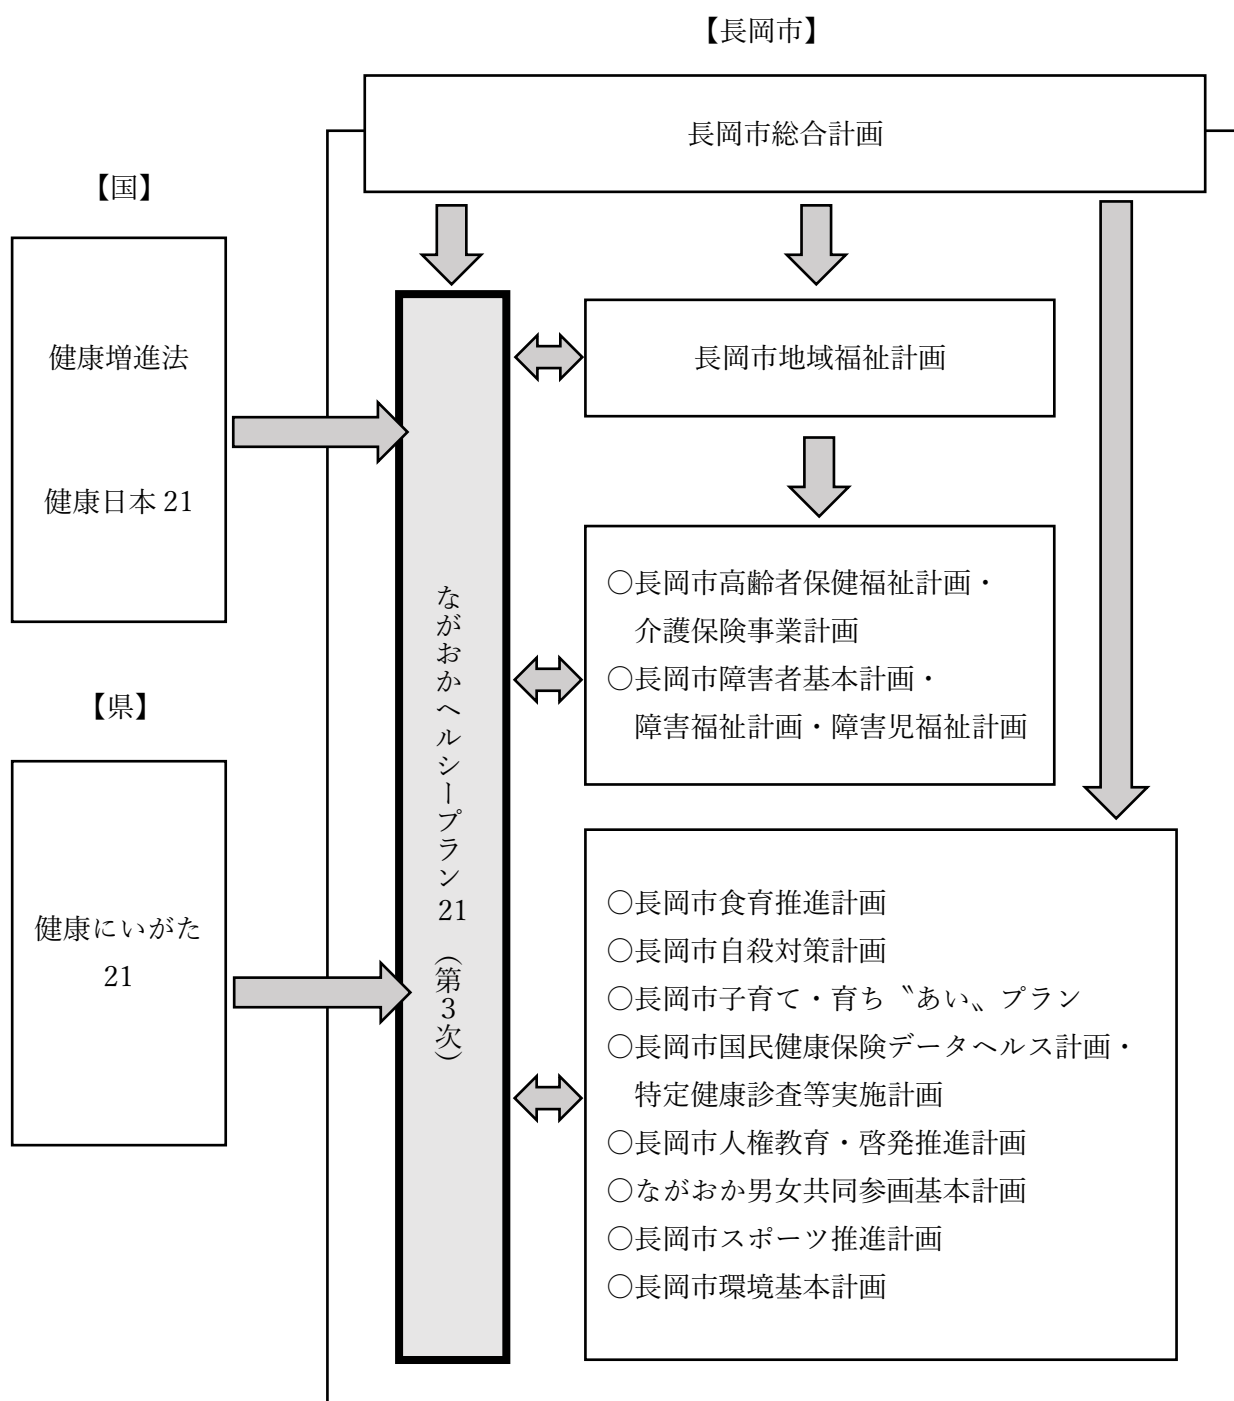 【長岡市】
長岡市総合計画
【国】
健康増進法
健康日本 21
【県】
健康にいがた
21
ながおかヘルシープラン 21 （第３次）
長岡市地域福祉計画
○長岡市高齢者保健福祉計画・
介護保険事業計画
○長岡市障害者基本計画・
障害福祉計画・障害児福祉計画
○長岡市食育推進計画
○長岡市自殺対策計画
○長岡市子育て・育ち〝あい〟プラン
○長岡市国民健康保険データヘルス計画・
特定健康診査等実施計画
○長岡市人権教育・啓発推進計画
○ながおか男女共同参画基本計画
○長岡市スポーツ推進計画
○長岡市環境基本計画